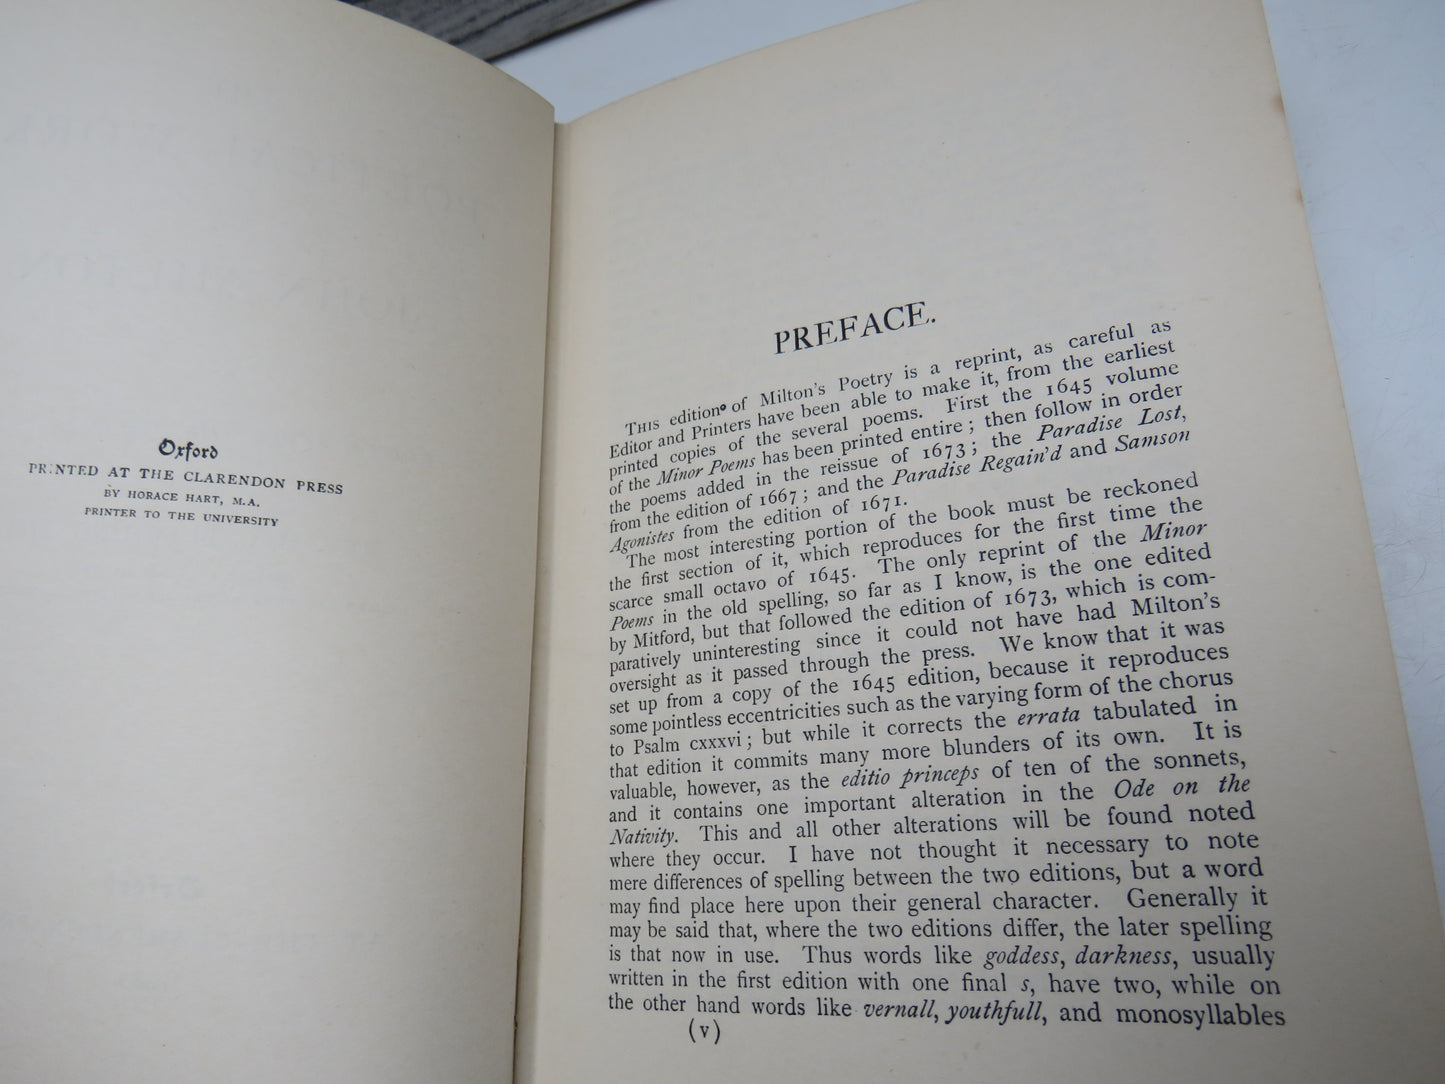 Oxford
PRINTED AT THE CLARENDON PRESS
BY HORACE HART, M.A.
PRINTER TO THE UNIVERSITY
PREFACE.
THIS edition of Milton's Poetry is a reprint, as careful as
Editor and Printers have been able to make it, from the earliest
printed copies of the several poems. First the 1645 volume
of the Minor Poems has been printed entire; then follow in order
the poems added in the reissue of 1673; the Paradise Lost,
from the edition of 1667; and the Paradise Regain'd and Samson
Agonistes from the edition of 1671.
The most interesting portion of the book must be reckoned
the first section of it, which reproduces for the first time the
scarce small octavo of 1645. The only reprint of the Minor
Poems in the old spelling, so far as I know, is the one edited
by Mitford, but that followed the edition of 1673, which is com-
paratively uninteresting since it could not have had Milton's
oversight as it passed through the press. We know that it was
set up from a copy of the 1645 edition, because it reproduces
some pointless eccentricities such as the varying form of the chorus
to Psalm cxxxvi; but while it corrects the errata tabulated in
that edition it commits many more blunders of its own. It is
valuable, however, as the editio princeps of ten of the sonnets,
and it contains one important alteration in the Ode on the
Nativity. This and all other alterations will be found noted
where they occur. I have not thought it necessary to note
mere differences of spelling between the two editions, but a word
may find place here upon their general character. Generally it
may be said that, where the two editions differ, the later spelling
is that now in use. Thus words like goddess, darkness, usually
written in the first edition with one final s, have two, while on
the other hand words like vernall, youthfull, and monosyllables
(v)